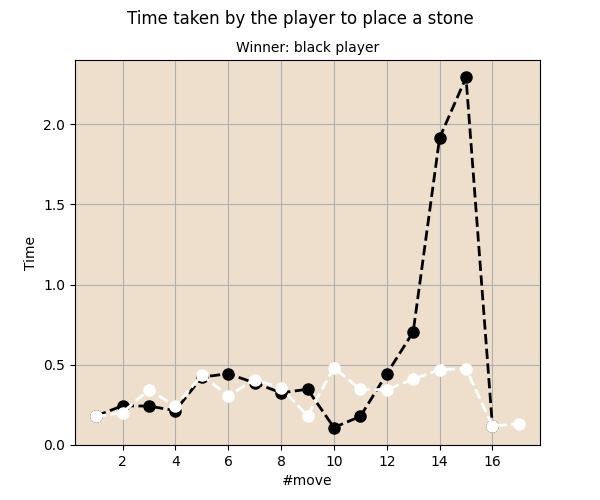 Time taken by the player to place a stone
Winner: black player
2.0
1.5
1.0
0.5
0.0
Time
2 4 6 8 10 12 14 16
#move